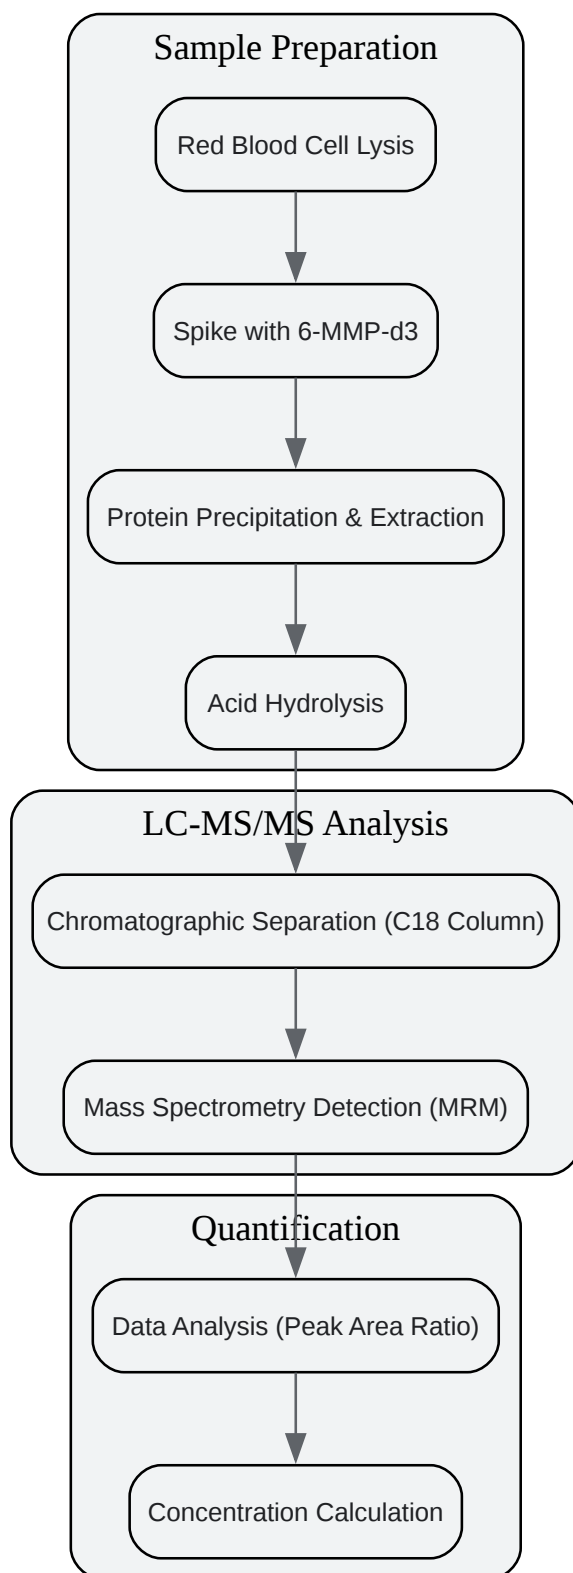 Sample Preparation
Red Blood Cell Lysis
Spike with 6-MMP-d3
Protein Precipitation & Extraction
Acid Hydrolysis
LC-MS/MS Analysis
Chromatographic Separation (C18 Column)
Mass Spectrometry Detection (MRM)
Quantification
Data Analysis (Peak Area Ratio)
Concentration Calculation